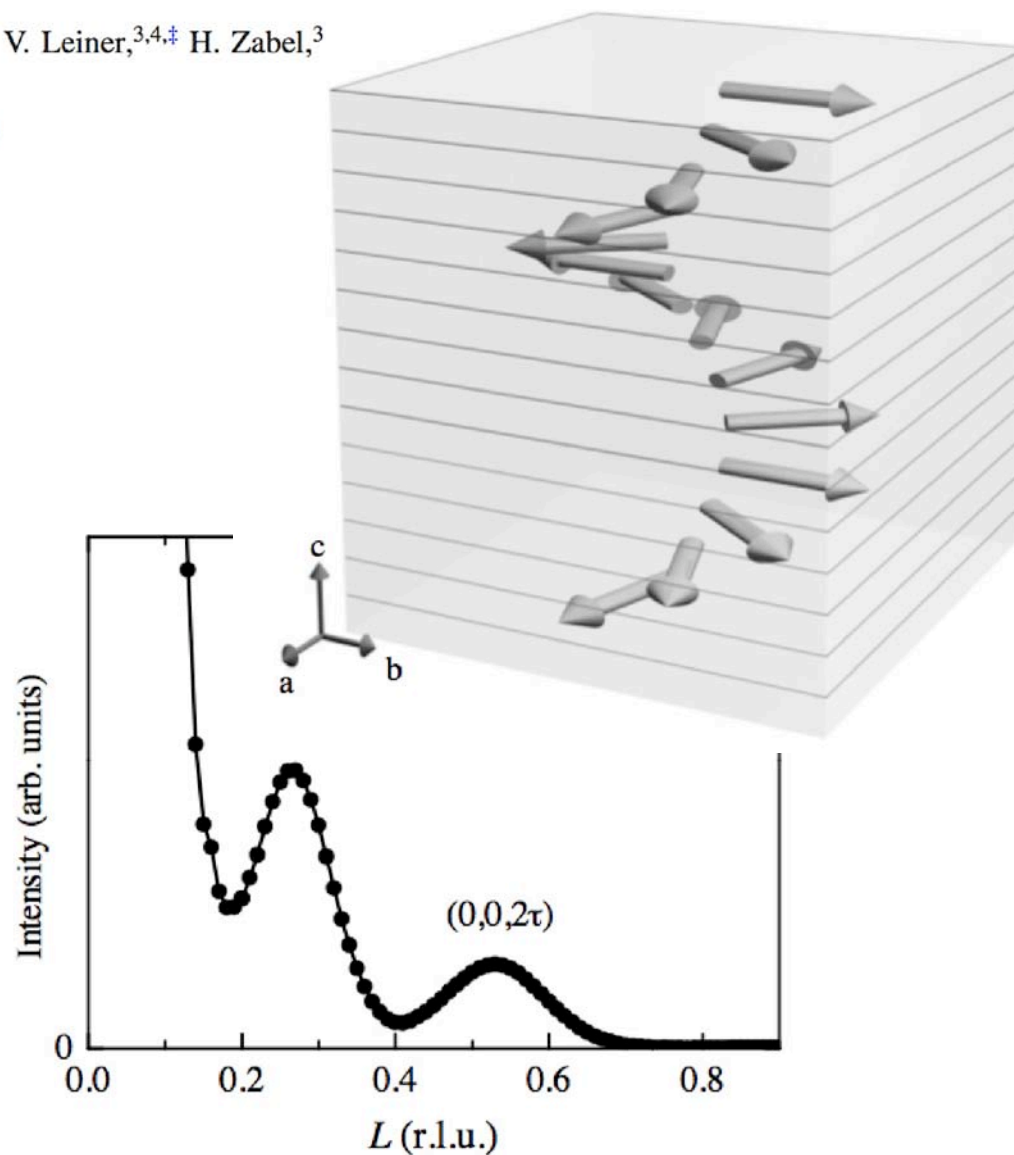 V. Leiner,3,4,‡ H. Zabel,3
c
a
b
Intensity (arb. units)
(0,0,2τ)
0
0.0 0.2 0.4 0.6 0.8
L (r.l.u.)